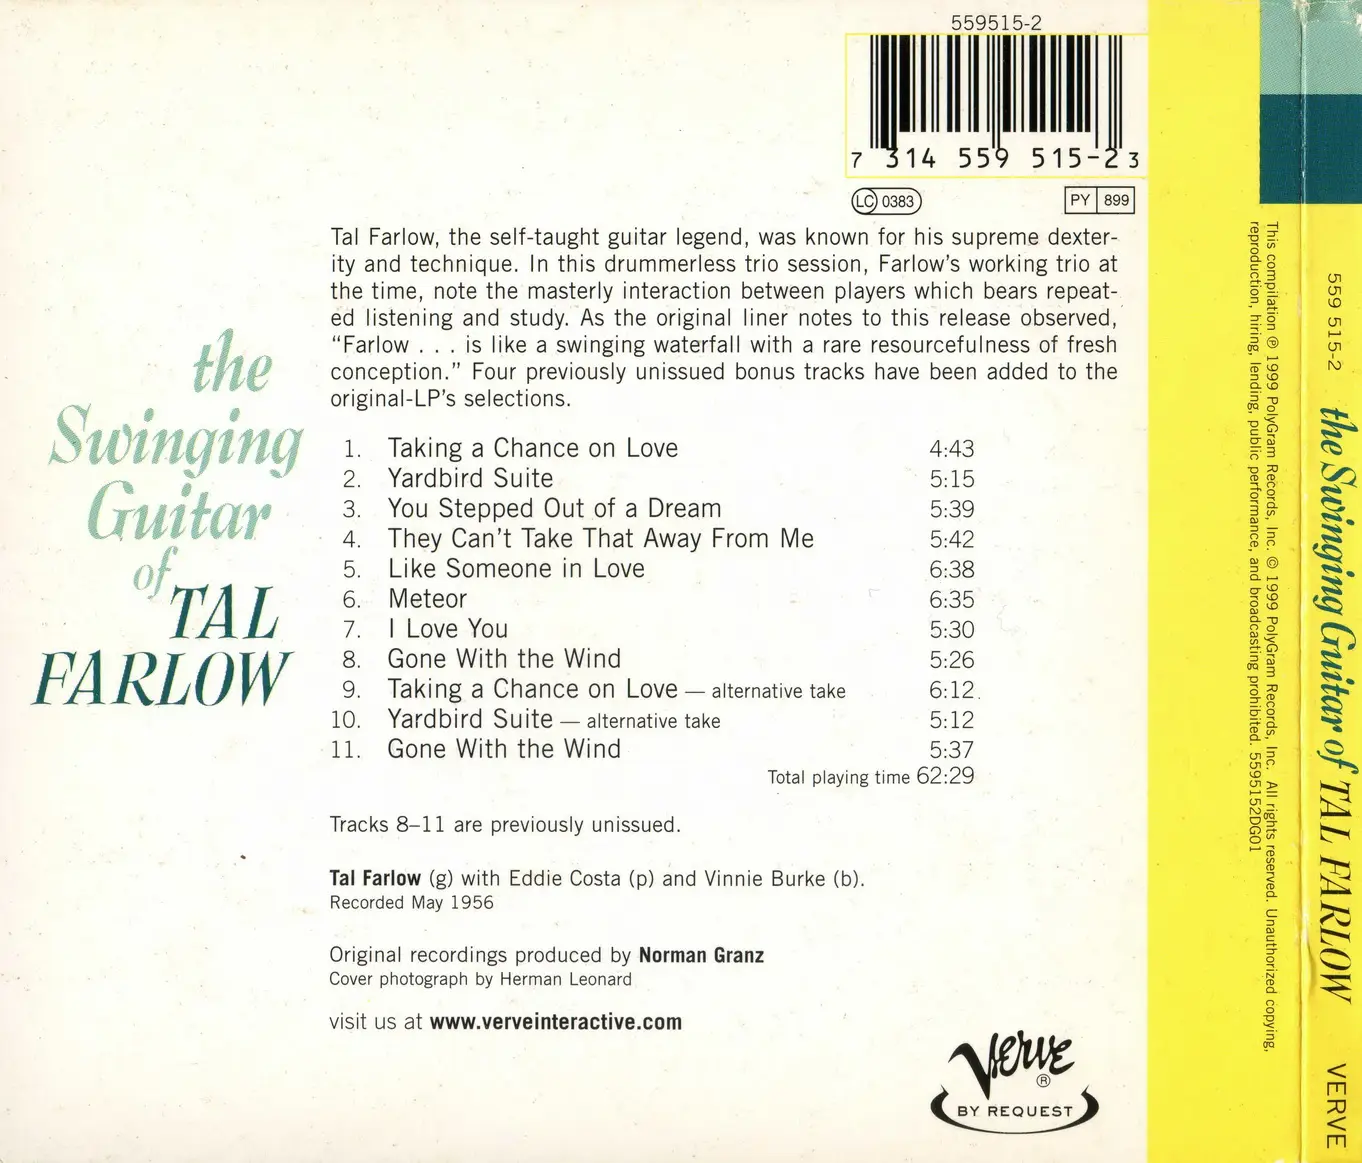 559515-2
7 314 559 515-2 3
LC 0383
PY 899
Tal Farlow, the self-taught guitar legend, was known for his supreme dexter-
ity and technique. In this drummerless trio session, Farlow's working trio at
the time, note the masterly interaction between players which bears repeat-
ed listening and study. As the original liner notes to this release observed,
“Farlow . . . is like a swinging waterfall with a rare resourcefulness of fresh
conception.” Four previously unissued bonus tracks have been added to the
original-LP's selections.
the
Swinging
Guitar
of
TAL
FARLOW
1. Taking a Chance on Love 4:43
2. Yardbird Suite 5:15
3. You Stepped Out of a Dream 5:39
4. They Can't Take That Away From Me 5:42
5. Like Someone in Love 6:38
6. Meteor 6:35
7. I Love You 5:30
8. Gone With the Wind 5:26
9. Taking a Chance on Love — alternative take 6:12
10. Yardbird Suite — alternative take 5:12
11. Gone With the Wind 5:37
Total playing time 62:29
Tracks 8–11 are previously unissued.
Tal Farlow (g) with Eddie Costa (p) and Vinnie Burke (b).
Recorded May 1956
Original recordings produced by Norman Granz
Cover photograph by Herman Leonard
visit us at www.verveinteractive.com
Verve
®
BY REQUEST
This compilation ℗ 1999 PolyGram Records, Inc. © 1999 PolyGram Records, Inc. All rights reserved. Unauthorized copying,
reproduction, hiring, lending, public performance, and broadcasting prohibited. 5595152DG01
559 515-2 the Swinging Guitar of TAL FARLOW VERVE